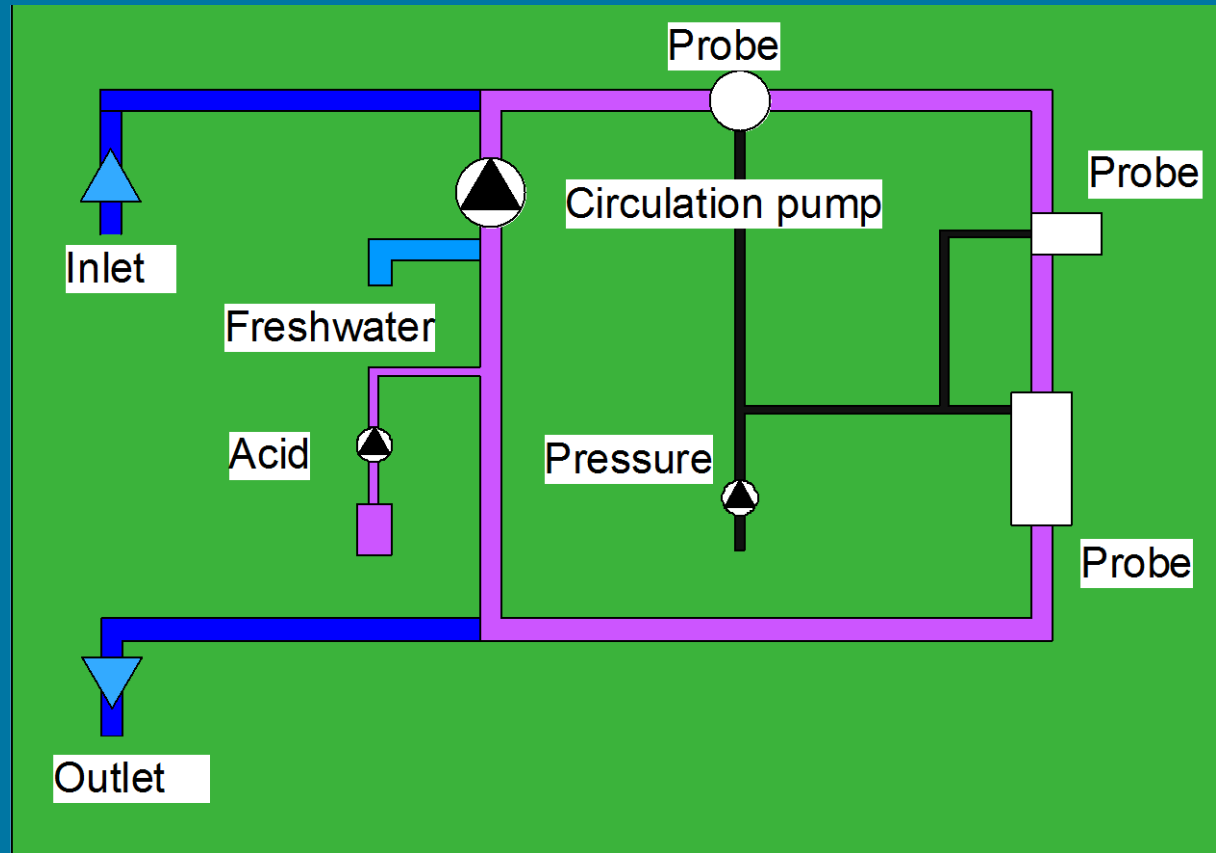 Probe
Probe
Circulation pump
Inlet
Freshwater
Acid
Pressure
Probe
Outlet